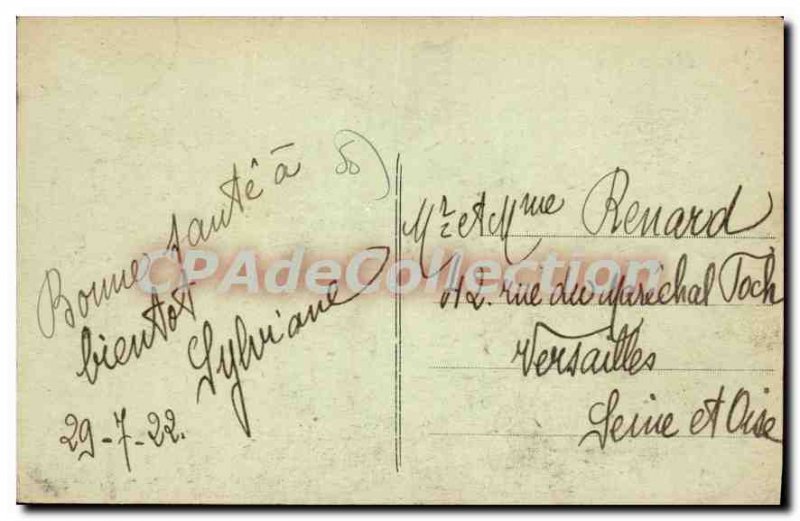 Bonne santé à
bientôt
Sylviane
29-7-22.
Mr et Mme Renard
42. rue du Maréchal Foch
Versailles
Seine et Oise
CPAdeCollection.